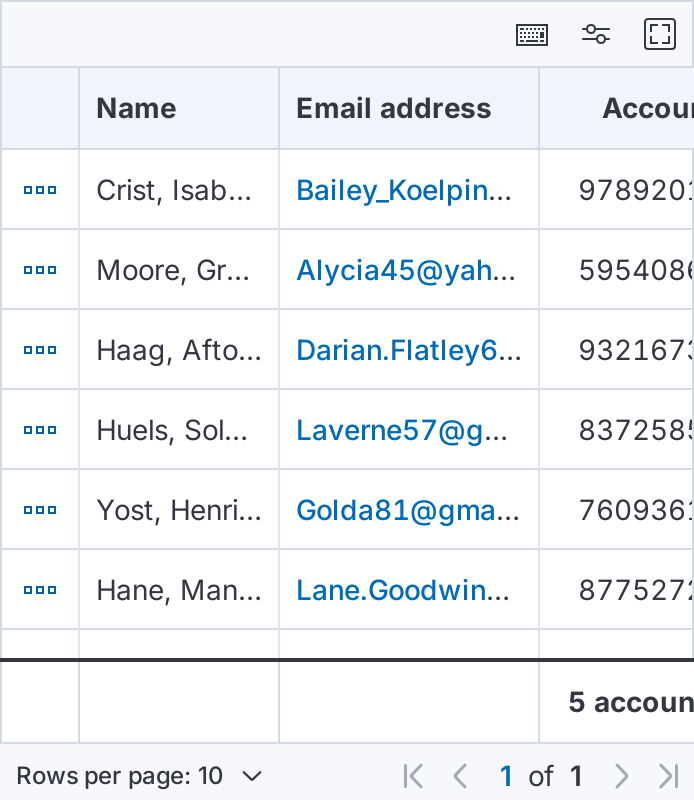 Name Email address Accou
Crist, Isab... Bailey_Koelpin...978920
Moore, Gr... Alycia45@yah... 595408
Haag, Afto... Darian.Flatley6... 932167
Huels, Sol... Laverne57@g... 837258
Yost, Henri... Golda81@gma... 760936
Hane, Man... Lane.Goodwin... 877527
5 accoun
Rows per page: 10 1 of 1